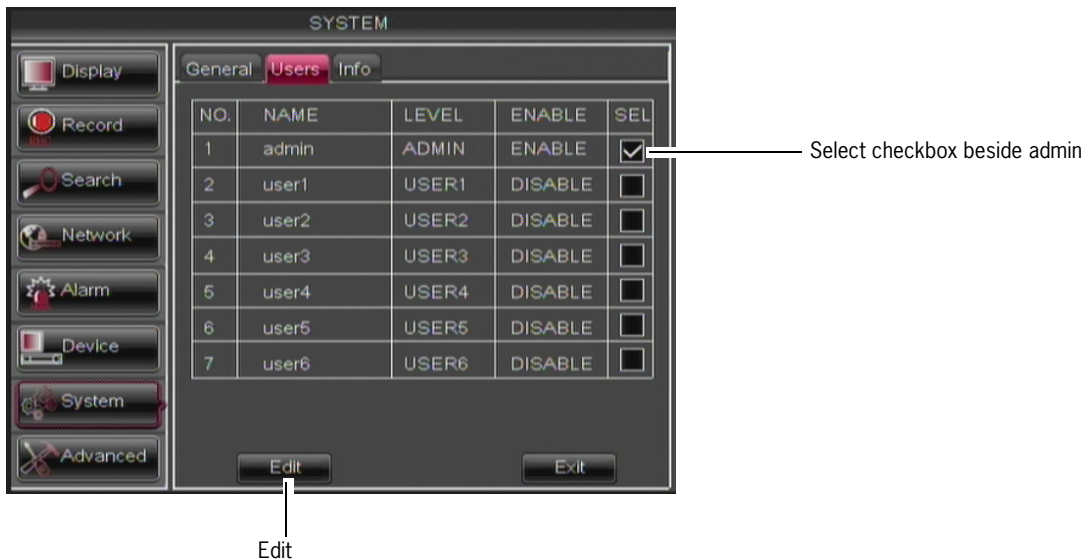 SYSTEM
Display
Record
REC
Search
Network
Alarm
Device
System
Advanced
General Users Info
NO. NAME LEVEL ENABLE SEL
1 admin ADMIN ENABLE
2 user1 USER1 DISABLE
3 user2 USER2 DISABLE
4 user3 USER3 DISABLE
5 user4 USER4 DISABLE
6 user5 USER5 DISABLE
7 user6 USER6 DISABLE
Edit Exit
Select checkbox beside admin
Edit